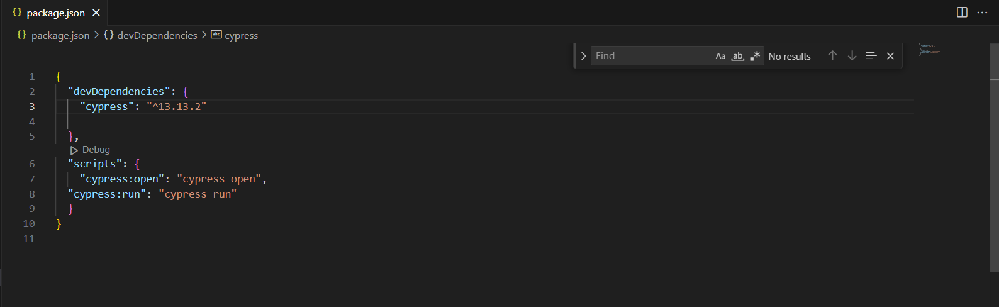 package.json
package.json > {} devDependencies > abc cypress
Find Aa ab .* No results
1 {
2 "devDependencies": {
3 "cypress": "^13.13.2"
4
5 },
Debug
6 "scripts": {
7 "cypress:open": "cypress open",
8 "cypress:run": "cypress run"
9 }
10 }
11